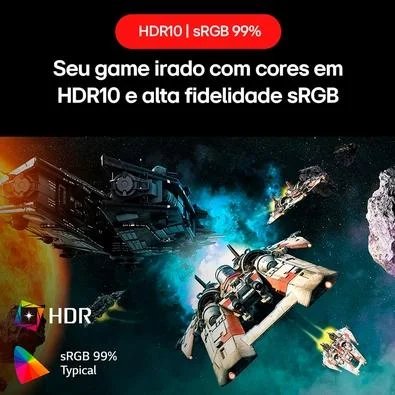 HDR10 | sRGB 99%
Seu game irado com cores em
HDR10 e alta fidelidade sRGB
HDR
sRGB 99%
Typical